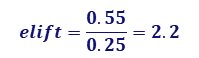 elift = 0.55 / 0.25 = 2.2